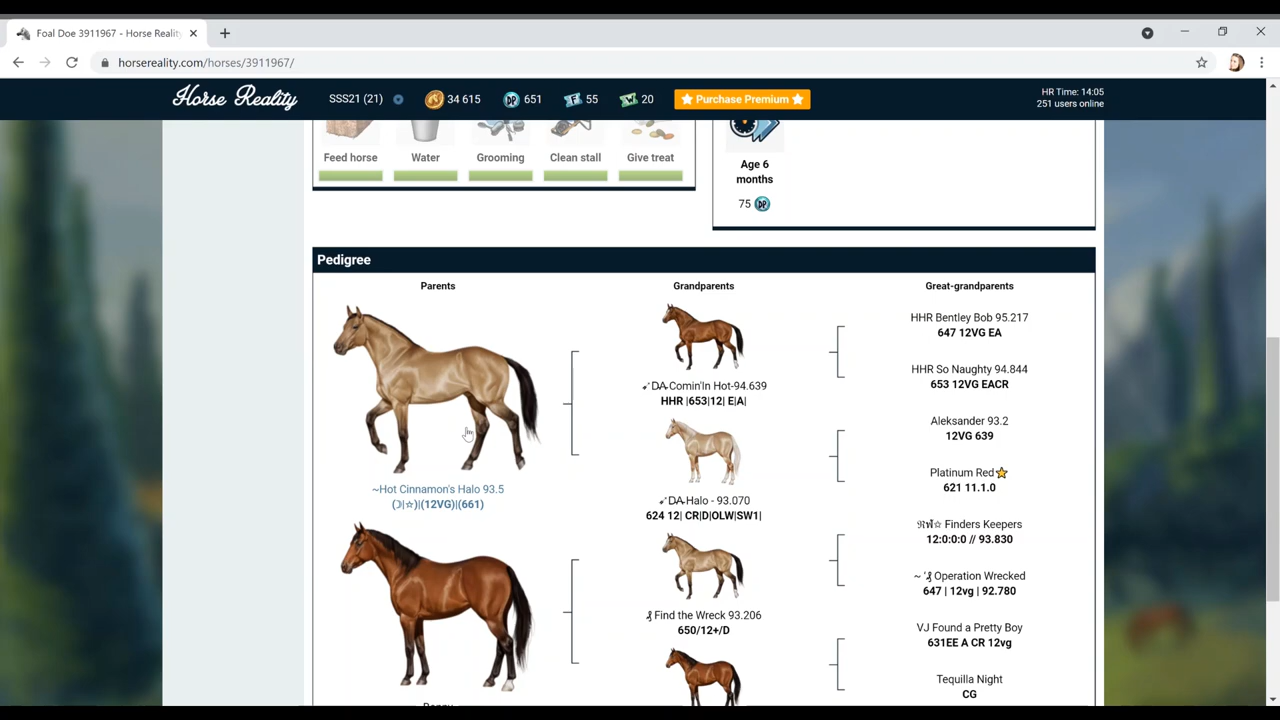 Foal Doe 3911967 - Horse Reality
horsereality.com/horses/3911967/
Horse Reality
SSS21 (21)
34 615
651
55
20
Purchase Premium
HR Time: 14:05
251 users online
Feed horse
Water
Grooming
Clean stall
Give treat
Age 6
months
75 DP
Pedigree
Parents
Grandparents
Great-grandparents
~Hot Cinnamon's Halo 93.5
(☽|☆)|(12VG)|(661)
➶DA Comin'In Hot-94.639
HHR |653|12| E|A|
➶DA Halo - 93.070
624 12| CR|D|OLW|SW1|
Find the Wreck 93.206
650/12+/D
HHR Bentley Bob 95.217
647 12VG EA
HHR So Naughty 94.844
653 12VG EACR
Aleksander 93.2
12VG 639
Platinum Red⭐
621 11.1.0
Finders Keepers
12:0:0:0 // 93.830
Operation Wrecked
647 | 12vg | 92.780
VJ Found a Pretty Boy
631EE A CR 12vg
Tequilla Night
CG